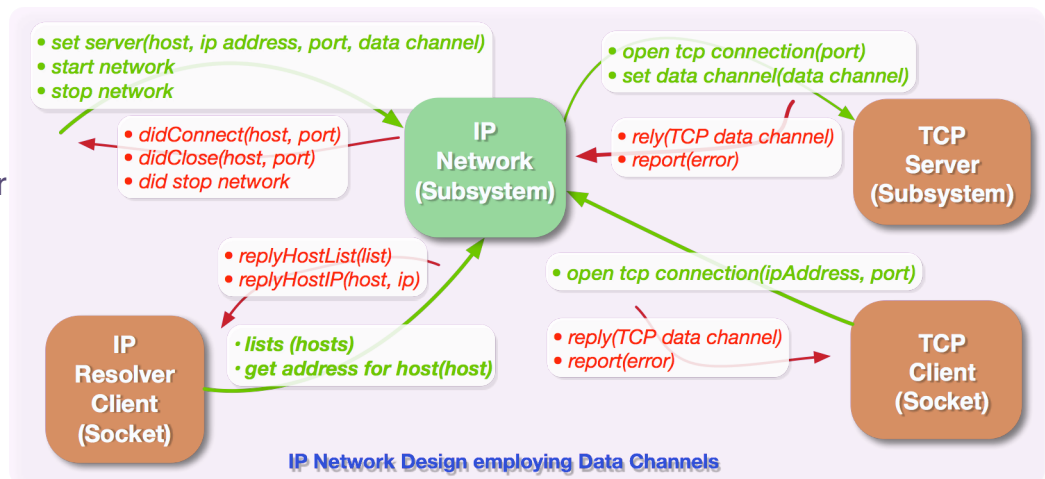 • set server(host, ip address, port, data channel)
• start network
• stop network
• didConnect(host, port)
• didClose(host, port)
• did stop network
IP
Network
(Subsystem)
• open tcp connection(port)
• set data channel(data channel)
• rely(TCP data channel)
• report(error)
TCP
Server
(Subsystem)
r
• replyHostList(list)
• replyHostIP(host, ip)
• lists (hosts)
• get address for host(host)
IP
Resolver
Client
(Socket)
• open tcp connection(ipAddress, port)
• reply(TCP data channel)
• report(error)
TCP
Client
(Socket)
IP Network Design employing Data Channels